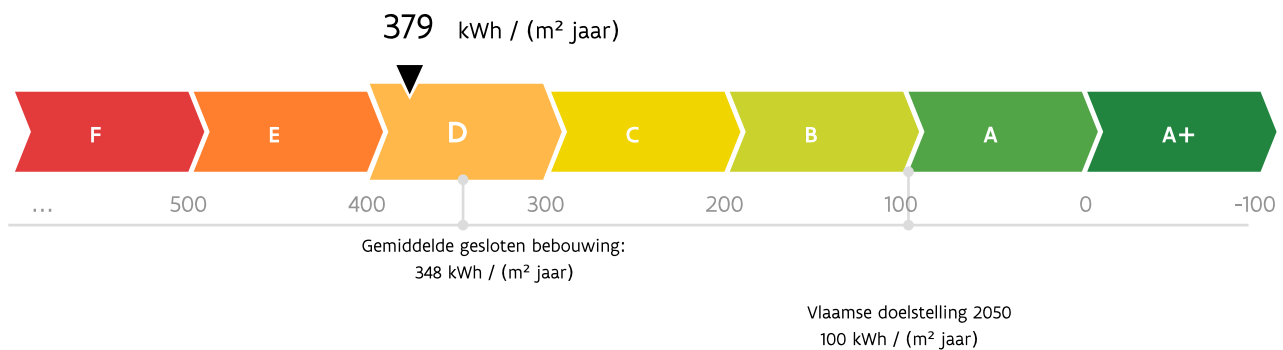 379 kWh / (m² jaar)
F E D C B A A+
... 500 400 300 200 100 0 -100
Gemiddelde gesloten bebouwing:
348 kWh / (m² jaar)
Vlaamse doelstelling 2050
100 kWh / (m² jaar)